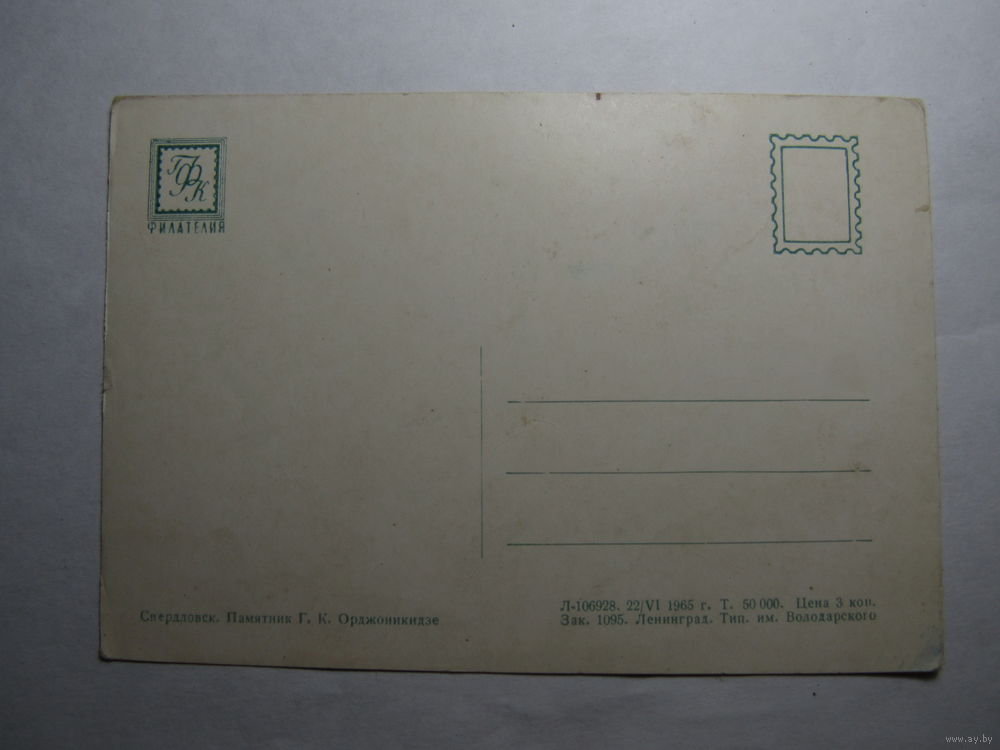 ГФК
ФИЛАТЕЛИЯ
Свердловск. Памятник Г. К. Орджоникидзе
Л-106928. 22/VI 1965 г. Т. 50 000. Цена 3 коп.
Зак. 1095. Ленинград. Тип. им. Володарского
www.ay.by